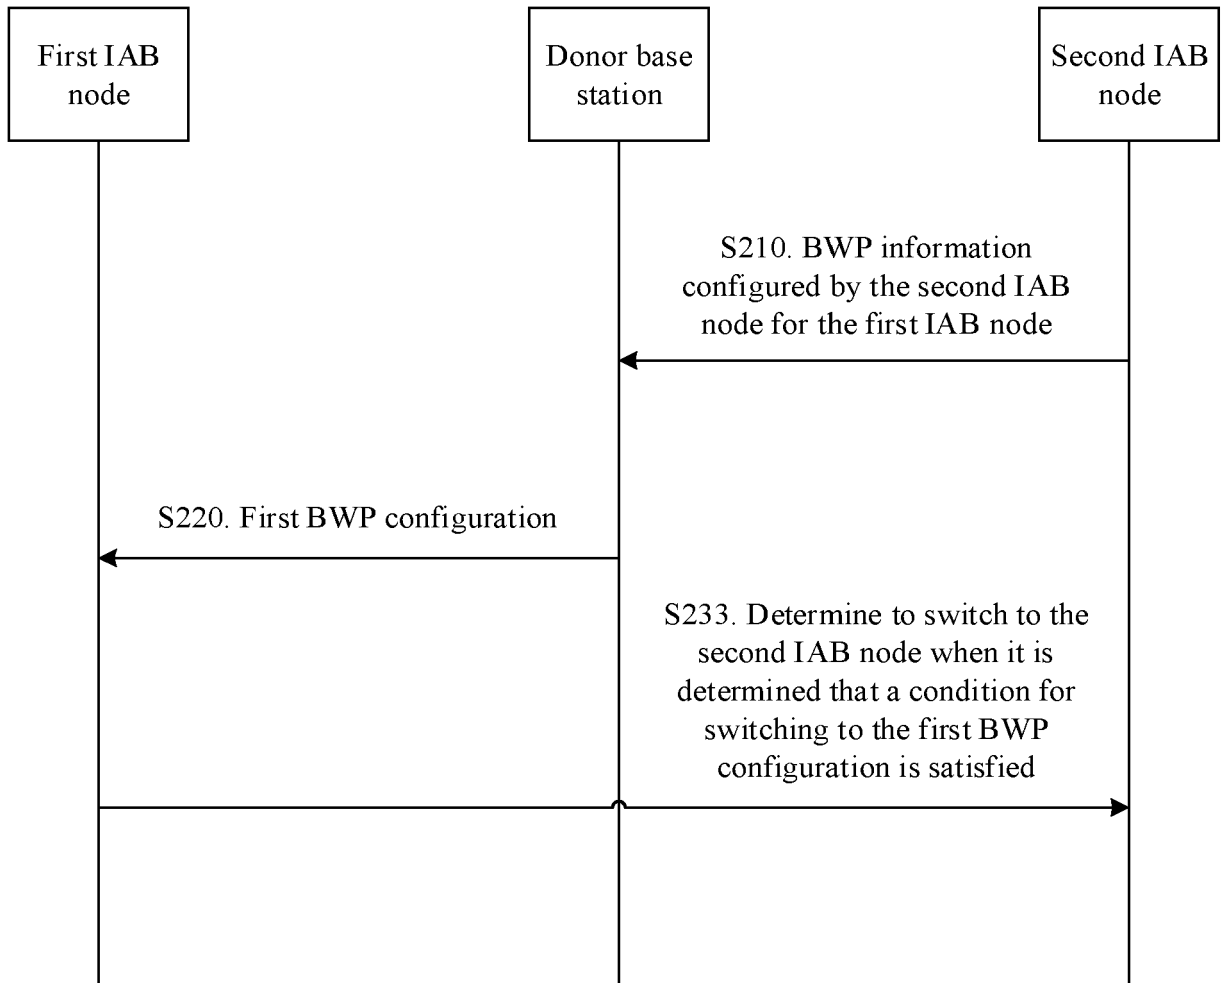 First IAB
node
Donor base
station
Second IAB
node
S210. BWP information
configured by the second IAB
node for the first IAB node
S220. First BWP configuration
S233. Determine to switch to the
second IAB node when it is
determined that a condition for
switching to the first BWP
configuration is satisfied